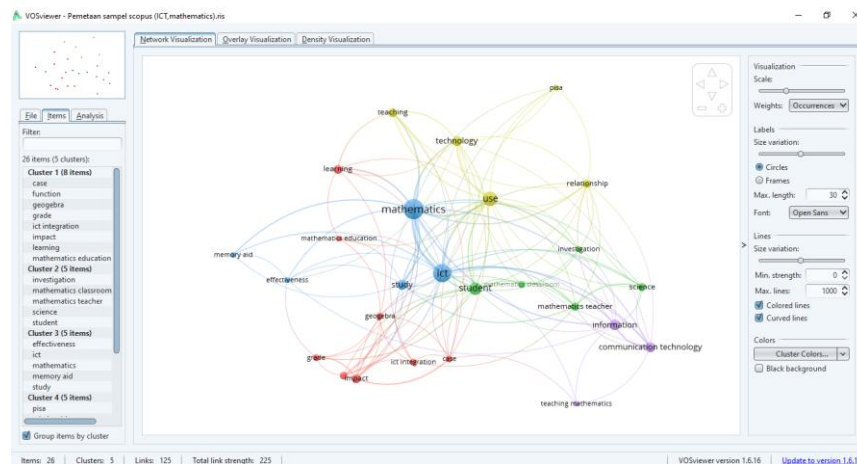 VOSviewer - Pemetaan sampel scopus (ICT,mathematics).ris
Network Visualization Overlay Visualization Density Visualization
File Items Analysis
Filter:
26 items (5 clusters):
Cluster 1 (8 items)
case
function
geogebra
grade
ict integration
impact
learning
mathematics education
Cluster 2 (5 items)
investigation
mathematics classroom
mathematics teacher
science
student
Cluster 3 (5 items)
effectiveness
ict
mathematics
memory aid
study
Cluster 4 (5 items)
pisa
Group items by cluster
pisa
teaching
technology
learning
relationship
use
mathematics
mathematics education
investigation
memory aid
ict
effectiveness
study
student
mathematics classroom
science
mathematics teacher
geogebra
information
communication technology
grade
ict integration
case
impact
teaching mathematics
Visualization
Scale:
Weights: Occurrences
Labels
Size variation:
Circles
Frames
Max. length: 30
Font: Open Sans
Lines
Size variation:
Min. strength: 0
Max. lines: 1000
Colored lines
Curved lines
Colors
Cluster Colors...
Black background
Items: 26 Clusters: 5 Links: 125 Total link strength: 225
VOSviewer version 1.6.16 Update to version